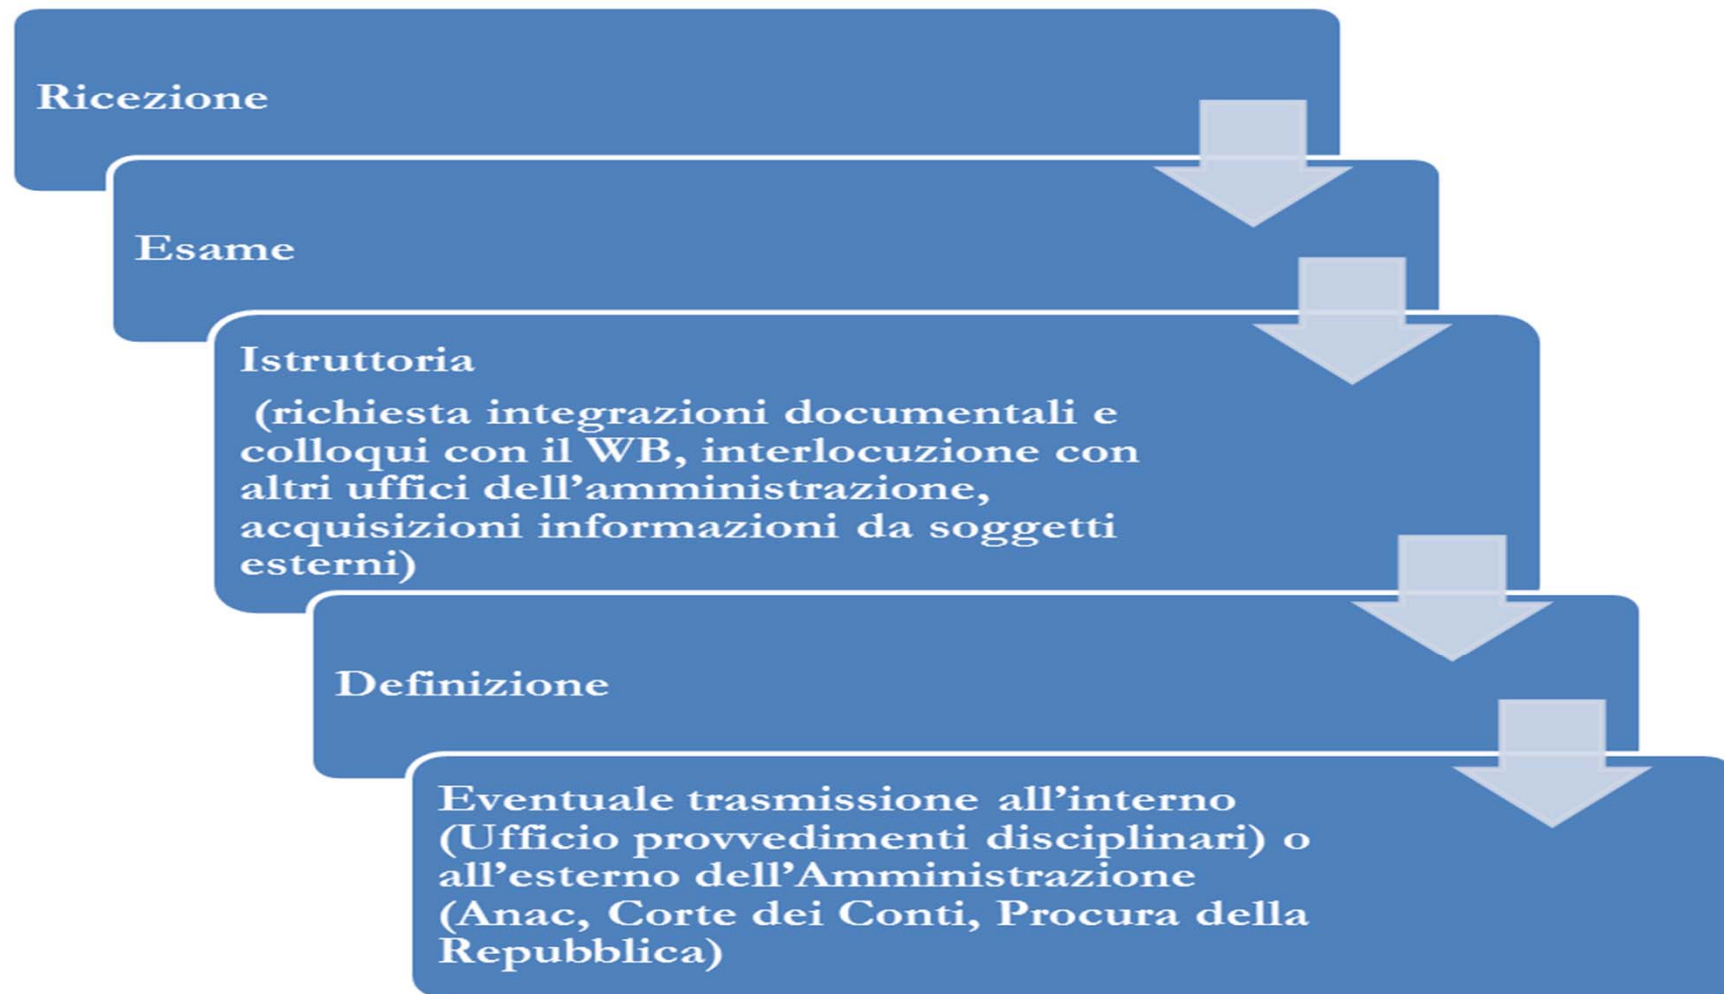 Ricezione
Esame
Istruttoria
(richiesta integrazioni documentali e
colloqui con il WB, interlocuzione con
altri uffici dell’amministrazione,
acquisizioni informazioni da soggetti
esterni)
Definizione
Eventuale trasmissione all’interno
(Ufficio provvedimenti disciplinari) o
all’esterno dell’Amministrazione
(Anac, Corte dei Conti, Procura della
Repubblica)